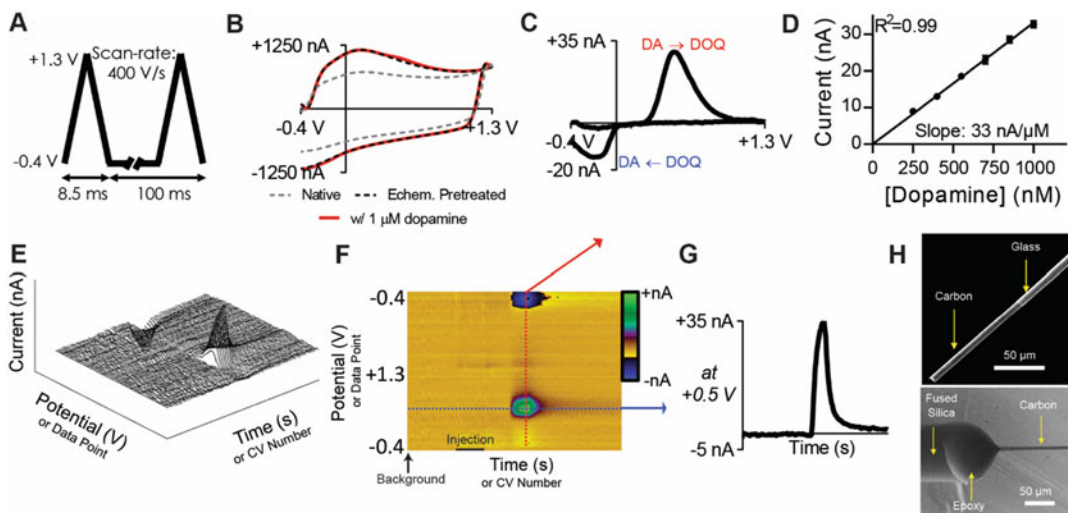 A
+1.3 V
Scan-rate:
400 V/s
-0.4 V
8.5 ms
100 ms
B
+1250 nA
-0.4 V
+1.3 V
-1250 nA
Native
Echem. Pretreated
w/ 1 µM dopamine
C
+35 nA
DA → DOQ
-0.4 V
+1.3 V
DA ← DOQ
-20 nA
D
R²=0.99
Current (nA)
40
30
20
10
0
Slope: 33 nA/µM
0
250
500
750
1000
[Dopamine] (nM)
E
Current (nA)
Potential (V)
or Data Point
Time (s)
or CV Number
F
-0.4
+1.3
-0.4
Potential (V)
or Data Point
+nA
-nA
Injection
Background
Time (s)
or CV Number
G
+35 nA
at
+0.5 V
-5 nA
Time (s)
H
Glass
Carbon
50 µm
Fused
Silica
Carbon
Epoxy
50 µm